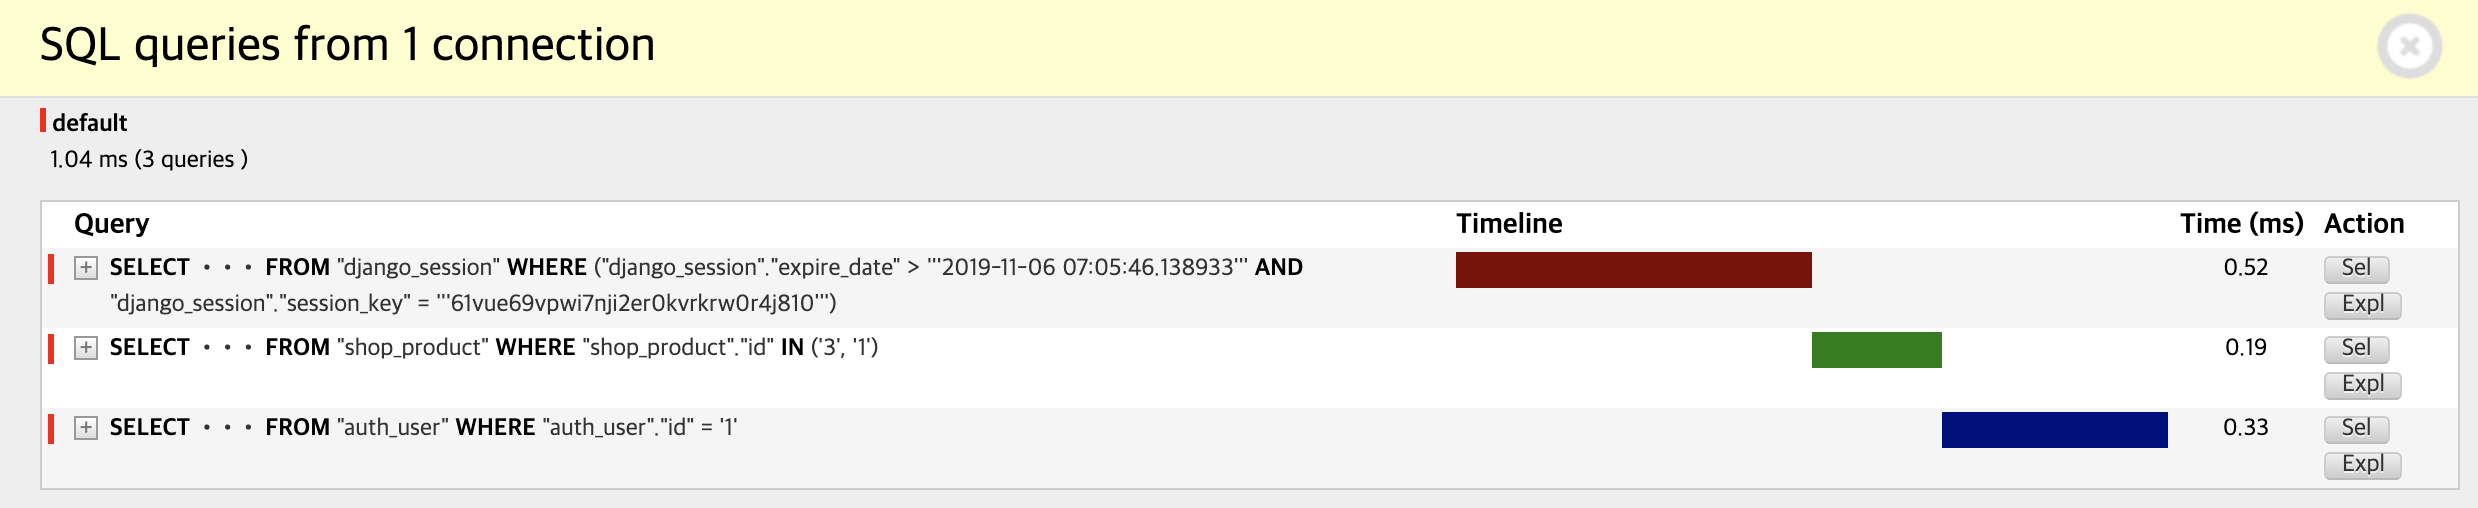 SQL queries from 1 connection
default
1.04 ms (3 queries )
Query Timeline Time (ms) Action
+ SELECT · · · FROM "django_session" WHERE ("django_session"."expire_date" > '''2019-11-06 07:05:46.138933''' AND 0.52 Sel
"django_session"."session_key" = '''61vue69vpwi7nji2er0kvrkrw0r4j810''') Expl
+ SELECT · · · FROM "shop_product" WHERE "shop_product"."id" IN ('3', '1') 0.19 Sel
Expl
+ SELECT · · · FROM "auth_user" WHERE "auth_user"."id" = '1' 0.33 Sel
Expl